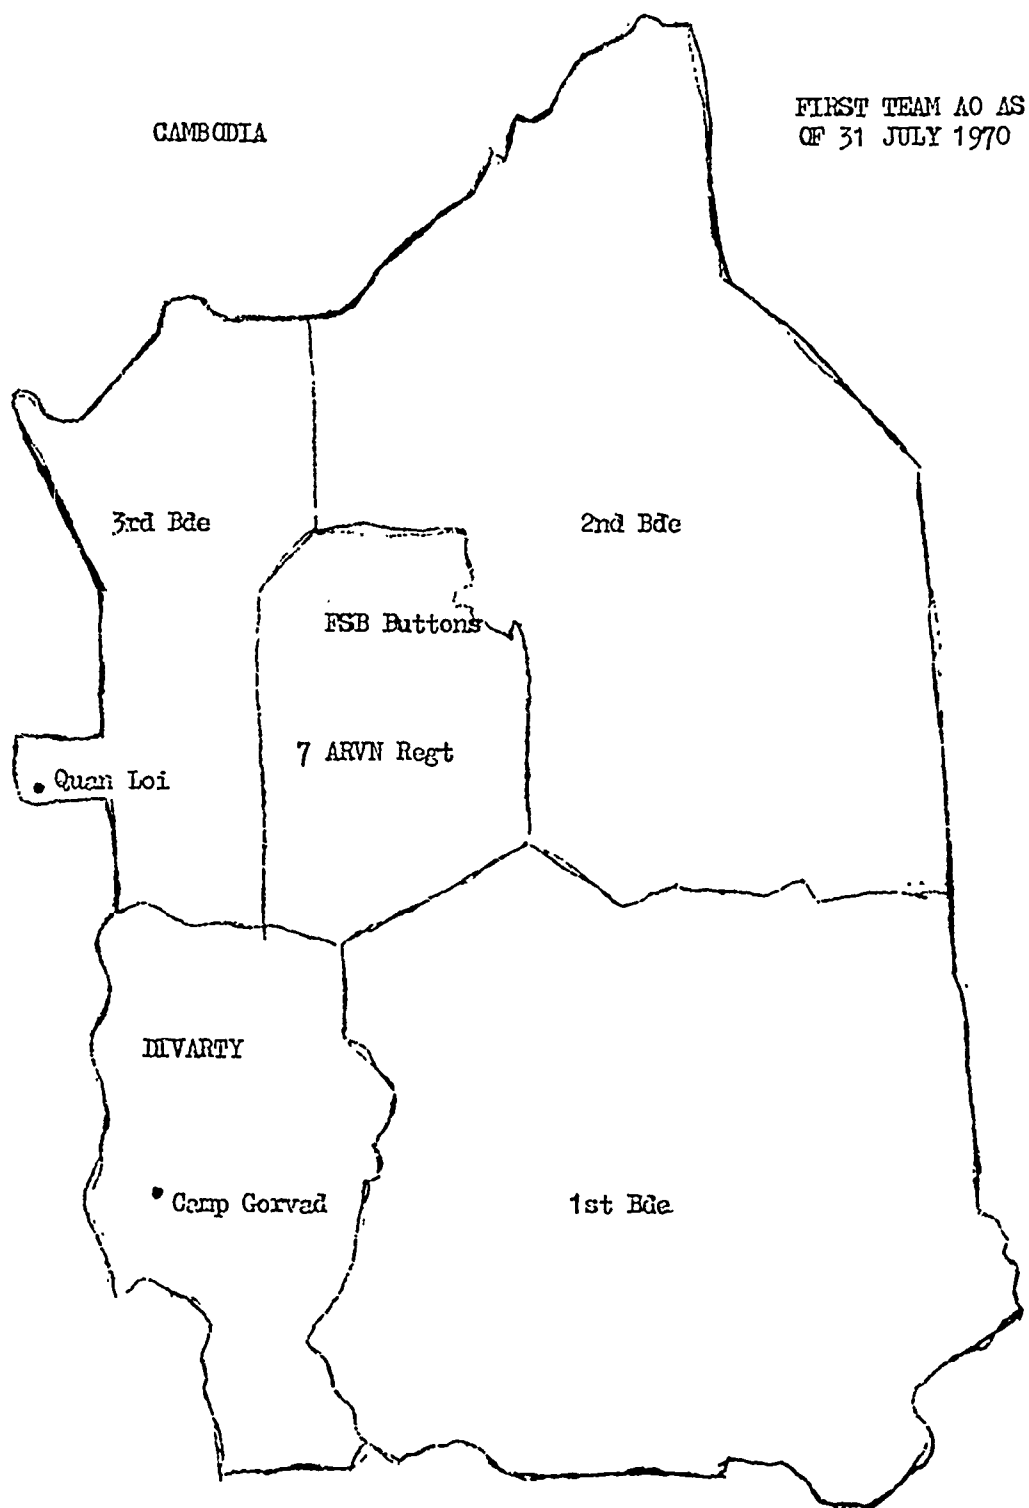 CAMBODIA
FIRST TEAM AO AS
OF 31 JULY 1970
3rd Bde
2nd Bde
FSB Buttons
7 ARVN Regt
Quan Loi
DIVARTY
Camp Gorvad
1st Bde